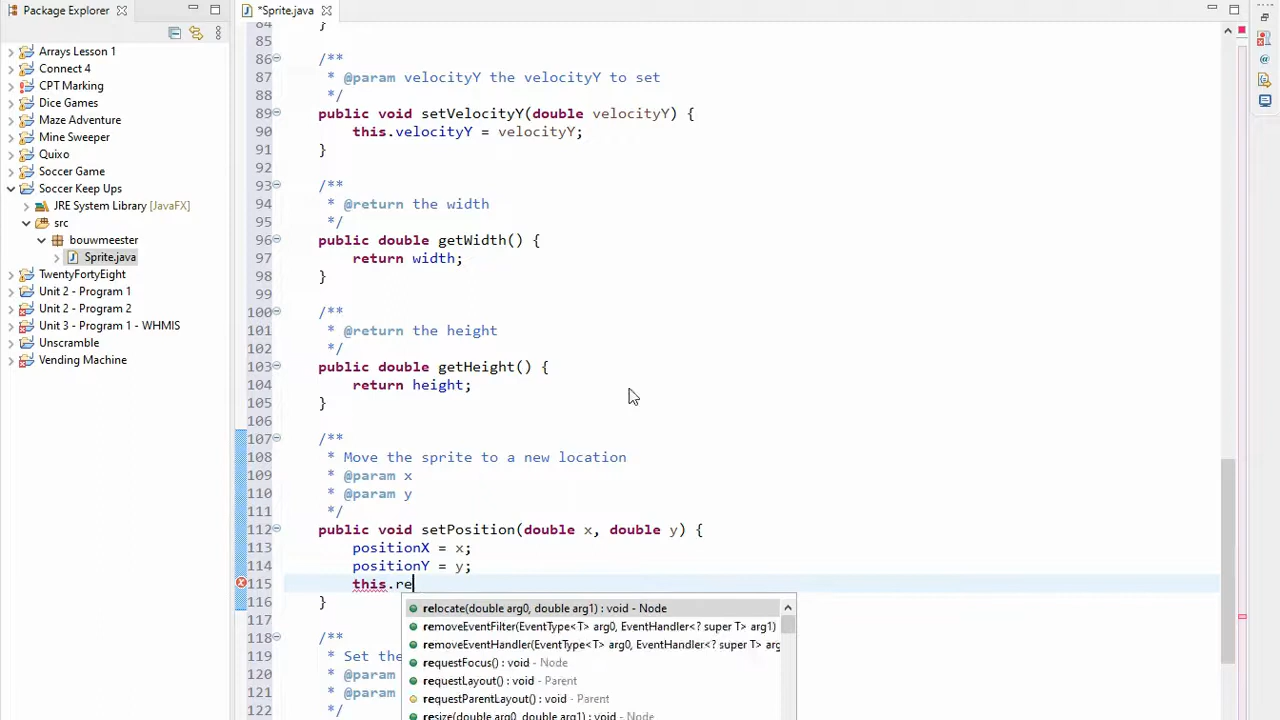 Package Explorer
*Sprite.java
Arrays Lesson 1
Connect 4
CPT Marking
Dice Games
Maze Adventure
Mine Sweeper
Quixo
Soccer Game
Soccer Keep Ups
JRE System Library [JavaFX]
src
bouwmeester
Sprite.java
TwentyFortyEight
Unit 2 - Program 1
Unit 2 - Program 2
Unit 3 - Program 1 - WHMIS
Unscramble
Vending Machine
84 }
85
86 /**
87 * @param velocityY the velocityY to set
88 */
89 public void setVelocityY(double velocityY) {
90 this.velocityY = velocityY;
91 }
92
93 /**
94 * @return the width
95 */
96 public double getWidth() {
97 return width;
98 }
99
100 /**
101 * @return the height
102 */
103 public double getHeight() {
104 return height;
105 }
106
107 /**
108 * Move the sprite to a new location
109 * @param x
110 * @param y
111 */
112 public void setPosition(double x, double y) {
113 positionX = x;
114 positionY = y;
115 this.re
116 }
117
118 /**
119 * Set the
120 * @param
121 * @param
122 */
relocate(double arg0, double arg1) : void - Node
removeEventFilter(EventType<T> arg0, EventHandler<? super T> arg1)
removeEventHandler(EventType<T> arg0, EventHandler<? super T> arg
requestFocus() : void - Node
requestLayout() : void - Parent
requestParentLayout() : void - Parent
resize(double arg0, double arg1) : void - Node